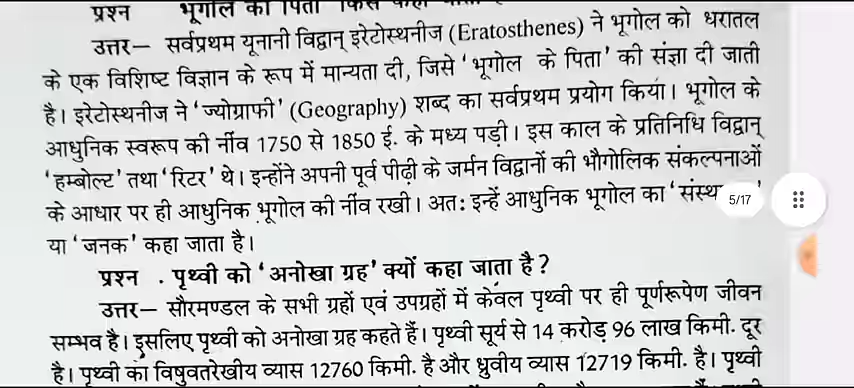 प्रश्न भूगोल का पिता किसे कहा
उत्तर— सर्वप्रथम यूनानी विद्वान् इरेटोस्थनीज (Eratosthenes) ने भूगोल को धरातल
के एक विशिष्ट विज्ञान के रूप में मान्यता दी, जिसे ‘भूगोल के पिता’ की संज्ञा दी जाती
है। इरेटोस्थनीज ने ‘ज्योग्राफी’ (Geography) शब्द का सर्वप्रथम प्रयोग किया। भूगोल के
आधुनिक स्वरूप की नींव 1750 से 1850 ई. के मध्य पड़ी। इस काल के प्रतिनिधि विद्वान्
‘हम्बोल्ट’ तथा ‘रिटर’ थे। इन्होंने अपनी पूर्व पीढ़ी के जर्मन विद्वानों की भौगोलिक संकल्पनाओं
के आधार पर ही आधुनिक भूगोल की नींव रखी। अत: इन्हें आधुनिक भूगोल का
5/17
या ‘जनक’ कहा जाता है।
प्रश्न . पृथ्वी को ‘अनोखा ग्रह’ क्यों कहा जाता है?
उत्तर— सौरमण्डल के सभी ग्रहों एवं उपग्रहों में केवल पृथ्वी पर ही पूर्णरूपेण जीवन
सम्भव है। इसलिए पृथ्वी को अनोखा ग्रह कहते हैं। पृथ्वी सूर्य से 14 करोड़ 96 लाख किमी. दूर
है। पृथ्वी का विषुवतरेखीय व्यास 12760 किमी. है और ध्रुवीय व्यास 12719 किमी. है। पृथ्वी